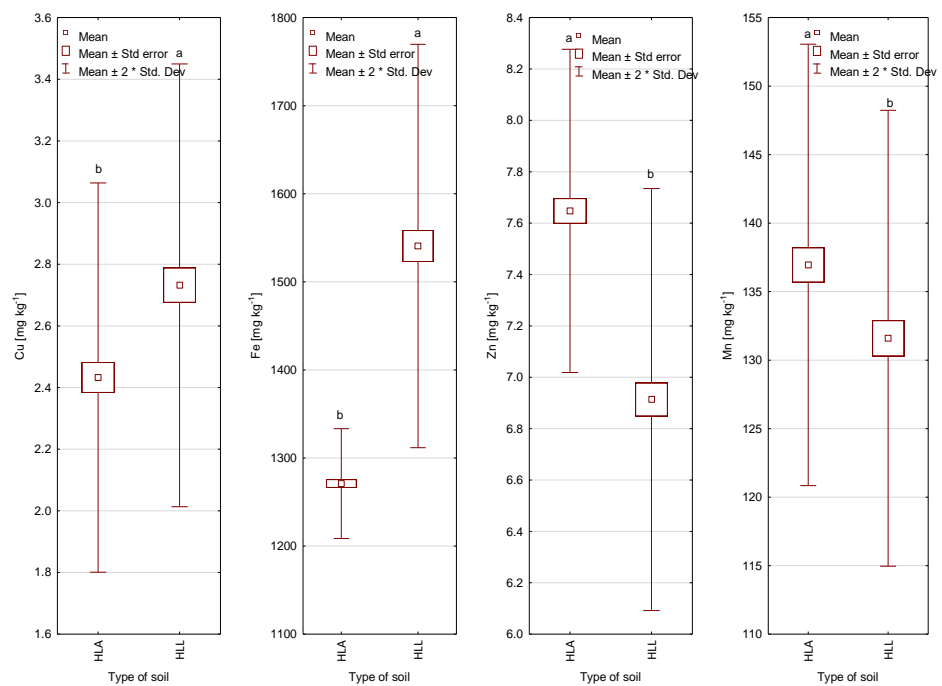 3.6
3.4
3.2
3.0
2.8
2.6
2.4
2.2
2.0
1.8
1.6
Cu [mg kg-1]
Mean
Mean ± Std error
Mean ± 2 * Std. Dev
b
a
HLA
HLL
Type of soil
1800
1700
1600
1500
1400
1300
1200
1100
Fe [mg kg-1]
Mean
Mean ± Std error
Mean ± 2 * Std. Dev
b
a
HLA
HLL
Type of soil
8.4
8.2
8.0
7.8
7.6
7.4
7.2
7.0
6.8
6.6
6.4
6.2
6.0
Zn [mg kg-1]
Mean
Mean ± Std error
Mean ± 2 * Std. Dev
a
b
HLA
HLL
Type of soil
155
150
145
140
135
130
125
120
115
110
Mn [mg kg-1]
Mean
Mean ± Std error
Mean ± 2 * Std. Dev
a
b
HLA
HLL
Type of soil